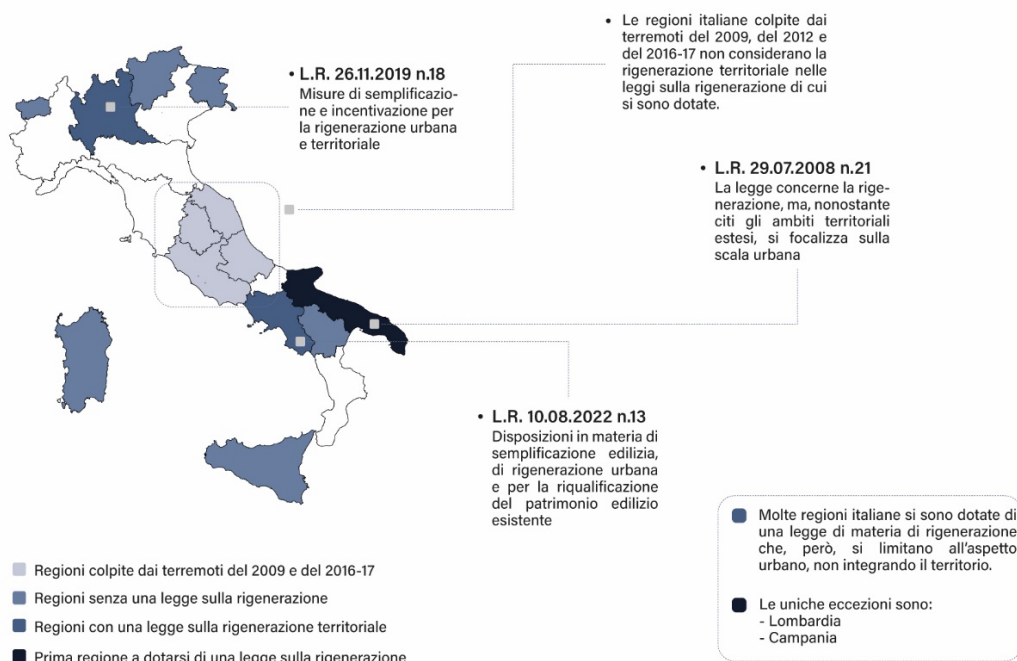 • L.R. 26.11.2019 n.18
Misure di semplificazio-
ne e incentivazione per
la rigenerazione urbana
e territoriale
• Le regioni italiane colpite dai
terremoti del 2009, del 2012 e
del 2016-17 non considerano la
rigenerazione territoriale nelle
leggi sulla rigenerazione di cui
si sono dotate.
• L.R. 29.07.2008 n.21
La legge concerne la rige-
nerazione, ma, nonostante
citi gli ambiti territoriali
estesi, si focalizza sulla
scala urbana
• L.R. 10.08.2022 n.13
Disposizioni in materia di
semplificazione edilizia,
di rigenerazione urbana
e per la riqualificazione
del patrimonio edilizio
esistente
Regioni colpite dai terremoti del 2009 e del 2016-17
Regioni senza una legge sulla rigenerazione
Regioni con una legge sulla rigenerazione territoriale
Prima regione a dotarsi di una legge sulla rigenerazione
Molte regioni italiane si sono dotate di
una legge di materia di rigenerazione
che, però, si limitano all'aspetto
urbano, non integrando il territorio.
Le uniche eccezioni sono:
- Lombardia
- Campania